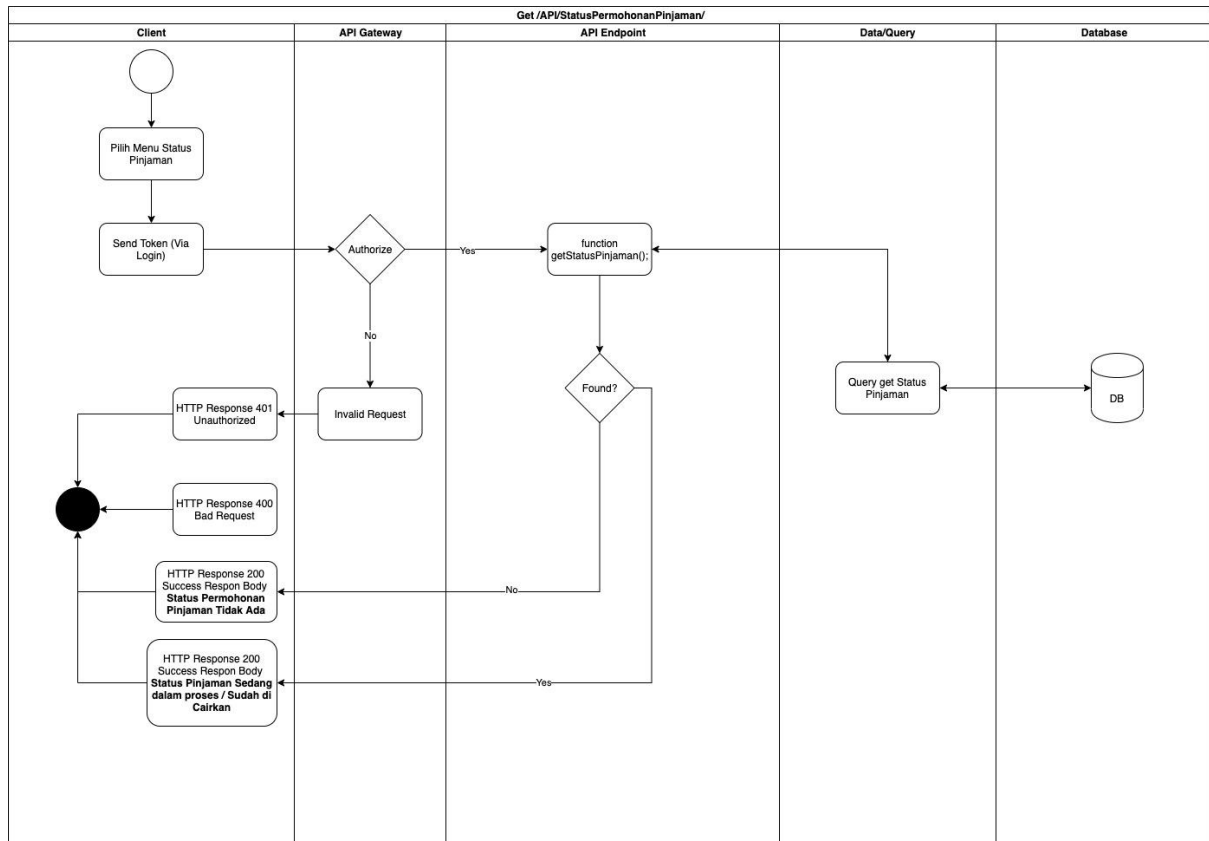 Get /API/StatusPermohonanPinjaman/
Client
API Gateway
API Endpoint
Data/Query
Database
Pilih Menu Status
Pinjaman
Send Token (Via
Login)
Authorize
Yes
function
getStatusPinjaman();
No
Found?
Query get Status
Pinjaman
DB
HTTP Response 401
Unauthorized
Invalid Request
HTTP Response 400
Bad Request
HTTP Response 200
Success Respon Body
Status Permohonan
Pinjaman Tidak Ada
No
HTTP Response 200
Success Respon Body
Status Pinjaman Sedang
dalam proses / Sudah di
Cairkan
Yes